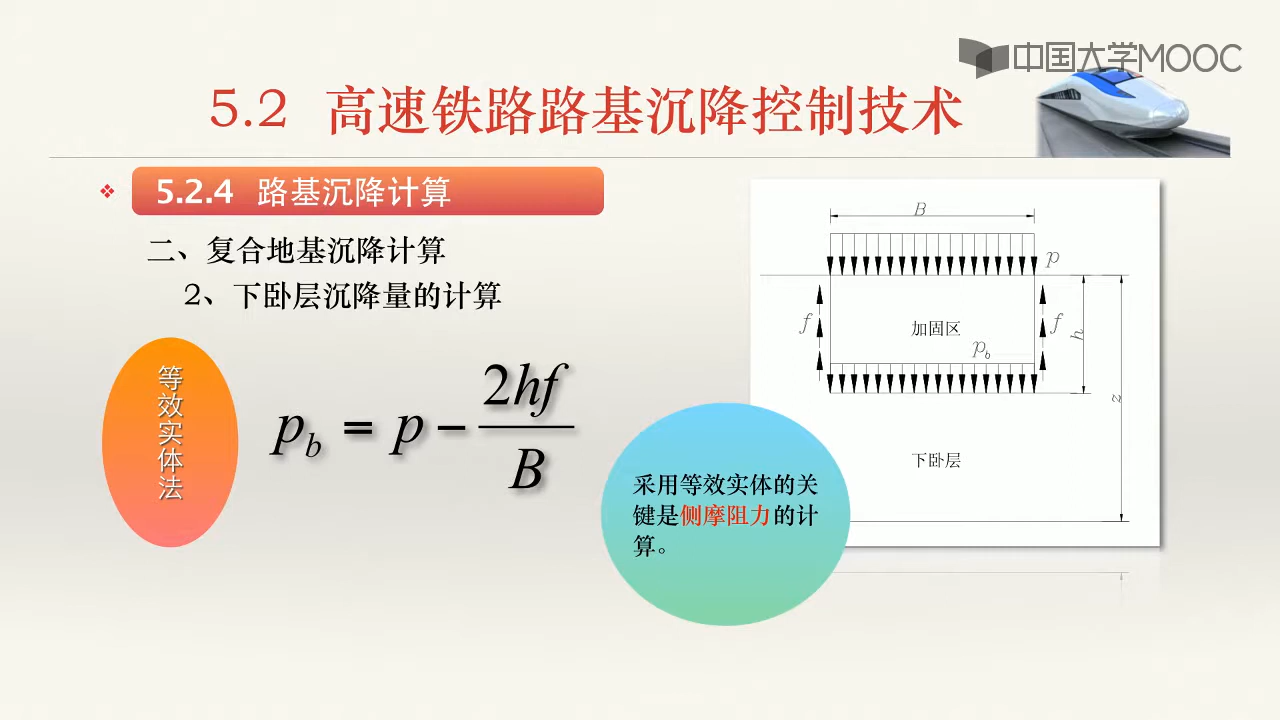 中国大学MOOC
5.2 高速铁路路基沉降控制技术
❖ 5.2.4 路基沉降计算
二、复合地基沉降计算
2、下卧层沉降量的计算
等效实体法
p_b = p − 2hf/B
采用等效实体的关
键是侧摩阻力的计
算。
B
p
f
加固区
f
h
p_b
z
下卧层